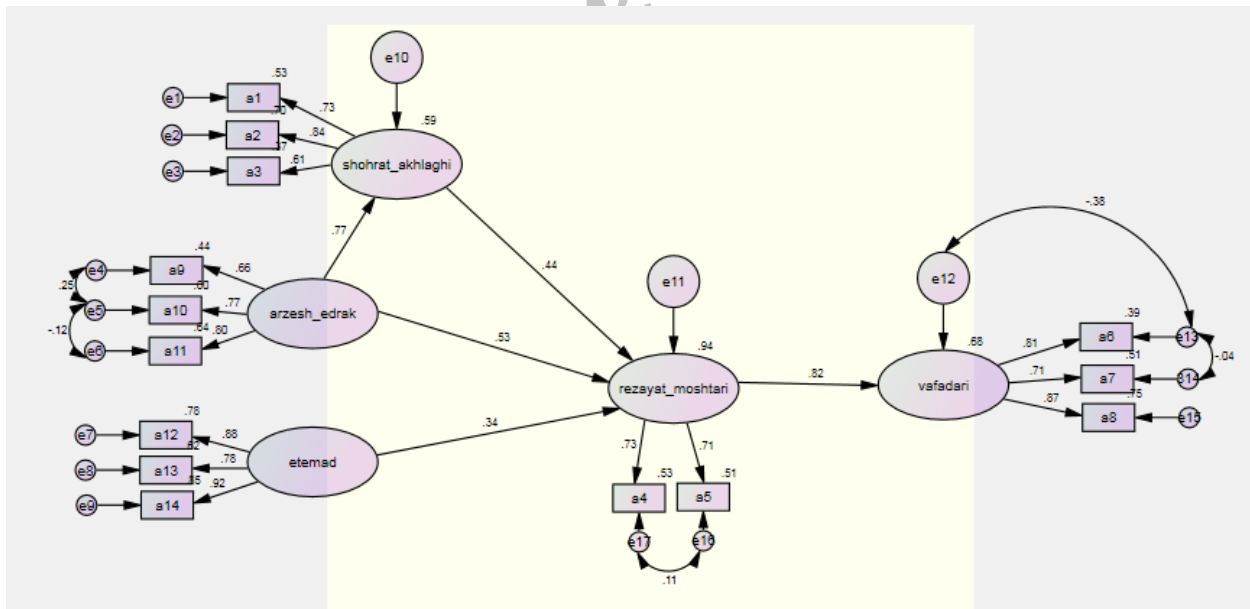 e10
.53
e1
a1
.73
.70
.59
e2
a2
.84
.37
shohrat_akhlaghi
e3
a3
.61
-.38
.77
.44
e4
a9
.66
.44
e11
e12
.25
.60
e5
a10
.77
arzesh_edrak
.39
-.12
.64
.80
.53
.94
.68
.81
a6
e13
e6
a11
.51
-.04
rezayat_moshtari
.82
vafadari
.71
a7
.75
.78
.87
a8
e15
e7
a12
.88
.34
e8
a13
.78
etemad
.73
.71
.92
.53
.51
e9
a14
a4
a5
e17
e16
.11